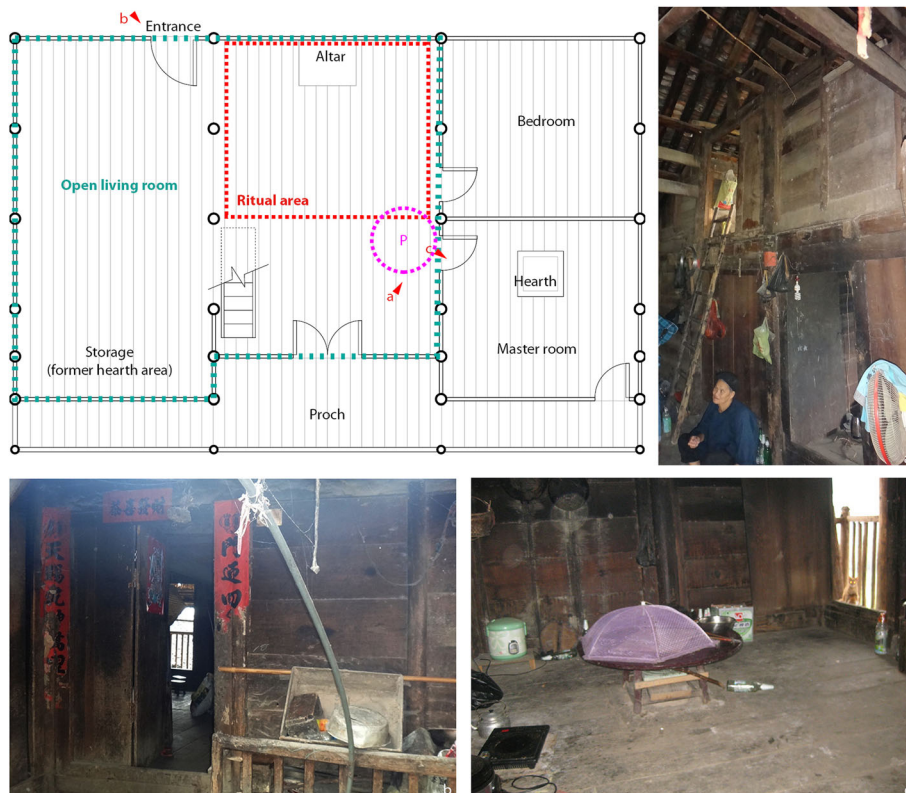 b
Entrance
Altar
Bedroom
Open living room
Ritual area
P
c
a
Hearth
Storage
(former hearth area)
Master room
Proch
b